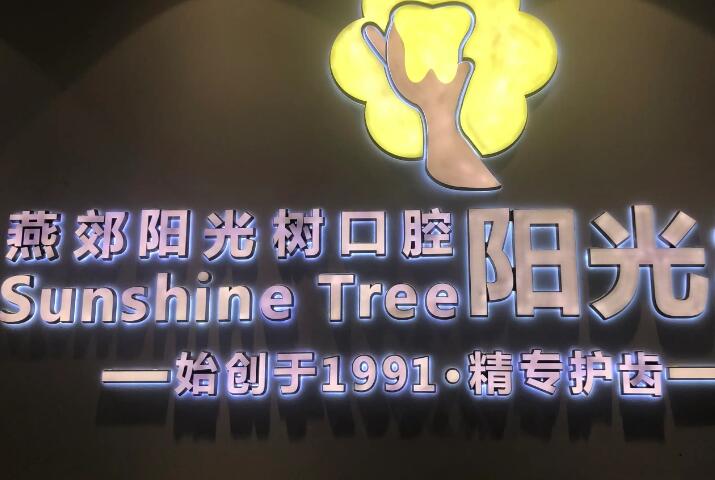 燕郊阳光树口腔
Sunshine Tree
阳光
始创于1991·精专护齿